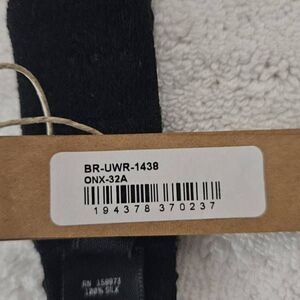 BR-UWR-1438
ONX-32A
194378 370237
RN 158973
100% SILK